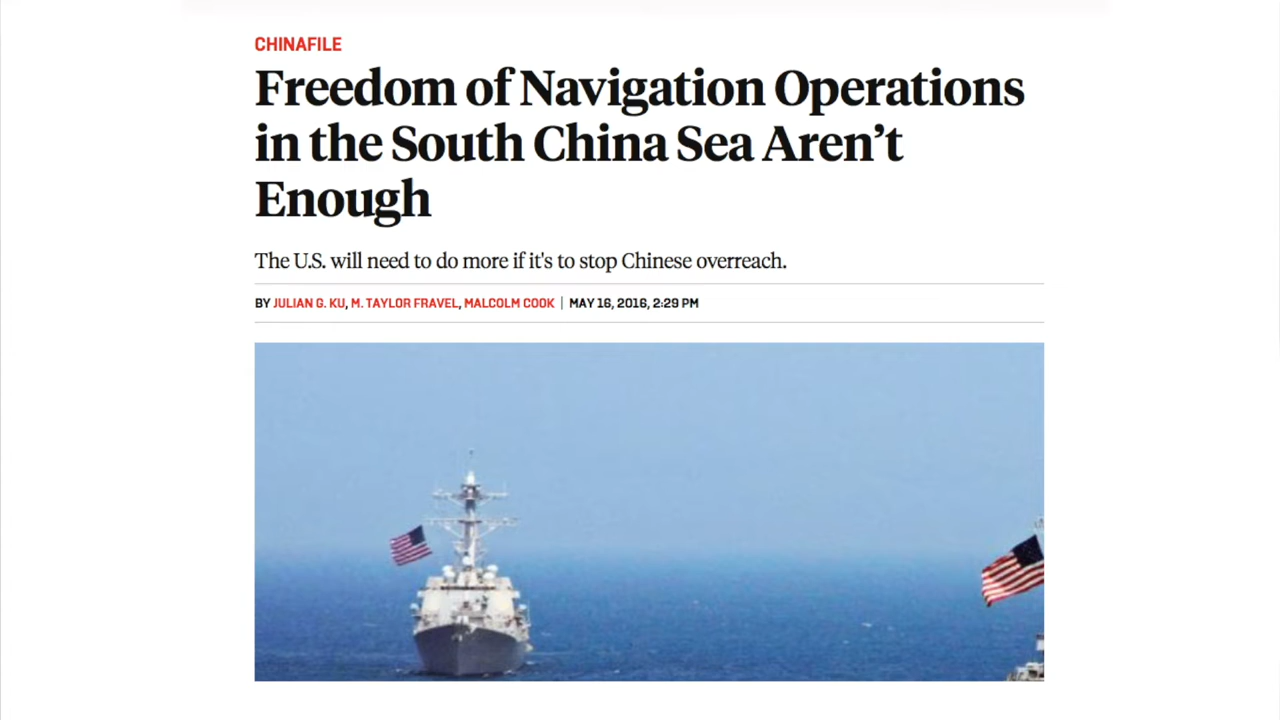 CHINAFILE
Freedom of Navigation Operations
in the South China Sea Aren’t
Enough
The U.S. will need to do more if it's to stop Chinese overreach.
BY JULIAN G. KU, M. TAYLOR FRAVEL, MALCOLM COOK | MAY 16, 2016, 2:29 PM